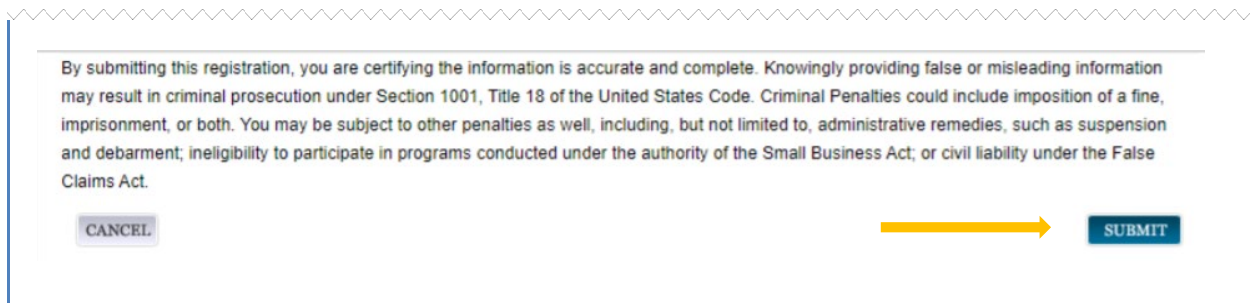 By submitting this registration, you are certifying the information is accurate and complete. Knowingly providing false or misleading information
may result in criminal prosecution under Section 1001, Title 18 of the United States Code. Criminal Penalties could include imposition of a fine,
imprisonment, or both. You may be subject to other penalties as well, including, but not limited to, administrative remedies, such as suspension
and debarment; ineligibility to participate in programs conducted under the authority of the Small Business Act; or civil liability under the False
Claims Act.
CANCEL
SUBMIT